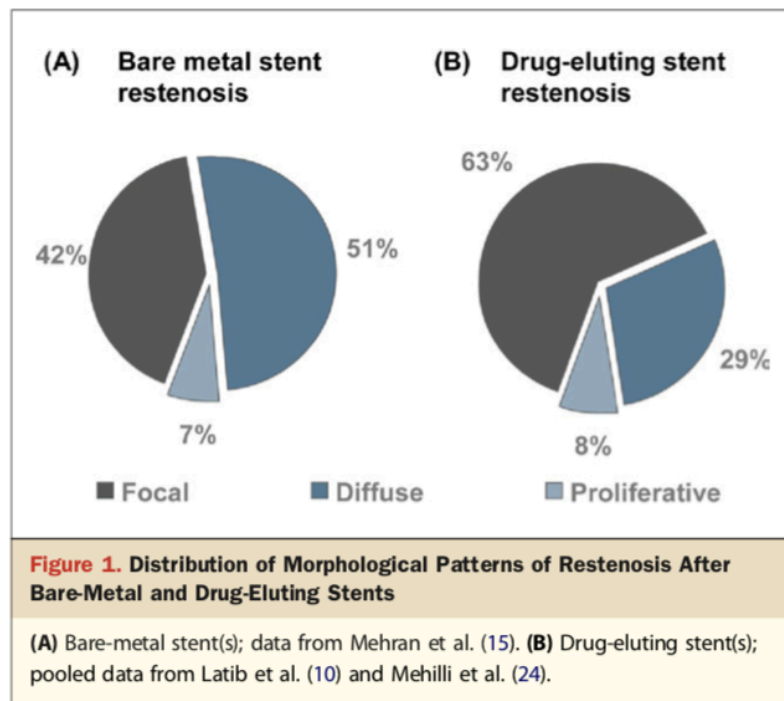 (A) Bare metal stent restenosis
(B) Drug-eluting stent restenosis
42%
51%
7%
63%
29%
8%
Focal
Diffuse
Proliferative
Figure 1. Distribution of Morphological Patterns of Restenosis After
Bare-Metal and Drug-Eluting Stents
(A) Bare-metal stent(s); data from Mehran et al. (15). (B) Drug-eluting stent(s);
pooled data from Latib et al. (10) and Mehilli et al. (24).